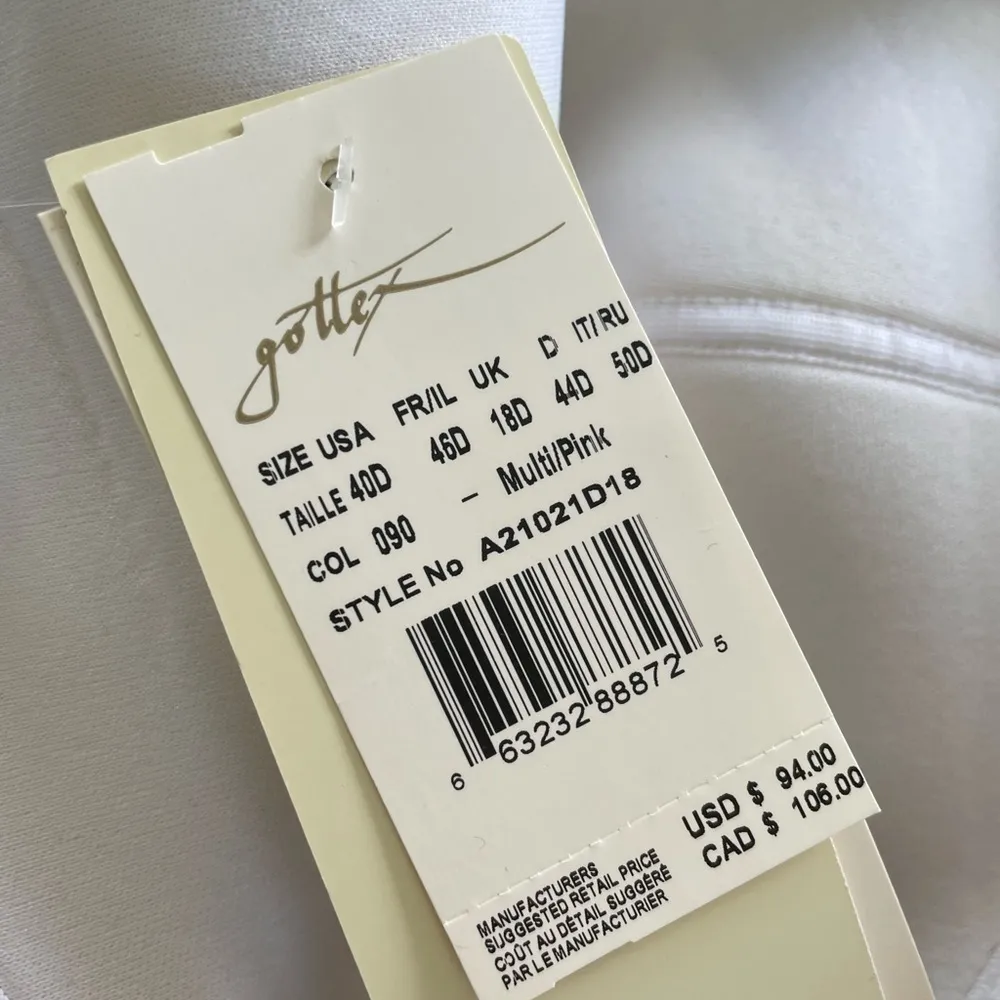 gottex
SIZE USA FR/IL UK D IT/RU
TAILLE 40D 46D 18D 44D 50D
COL 090 - Multi/Pink
STYLE No A21021D18
6 63232 88872 5
USD $ 94.00
CAD $ 106.00
MANUFACTURERS
SUGGESTED RETAIL PRICE
COÛT AU DÉTAIL SUGGÉRÉ
PAR LE MANUFACTURIER